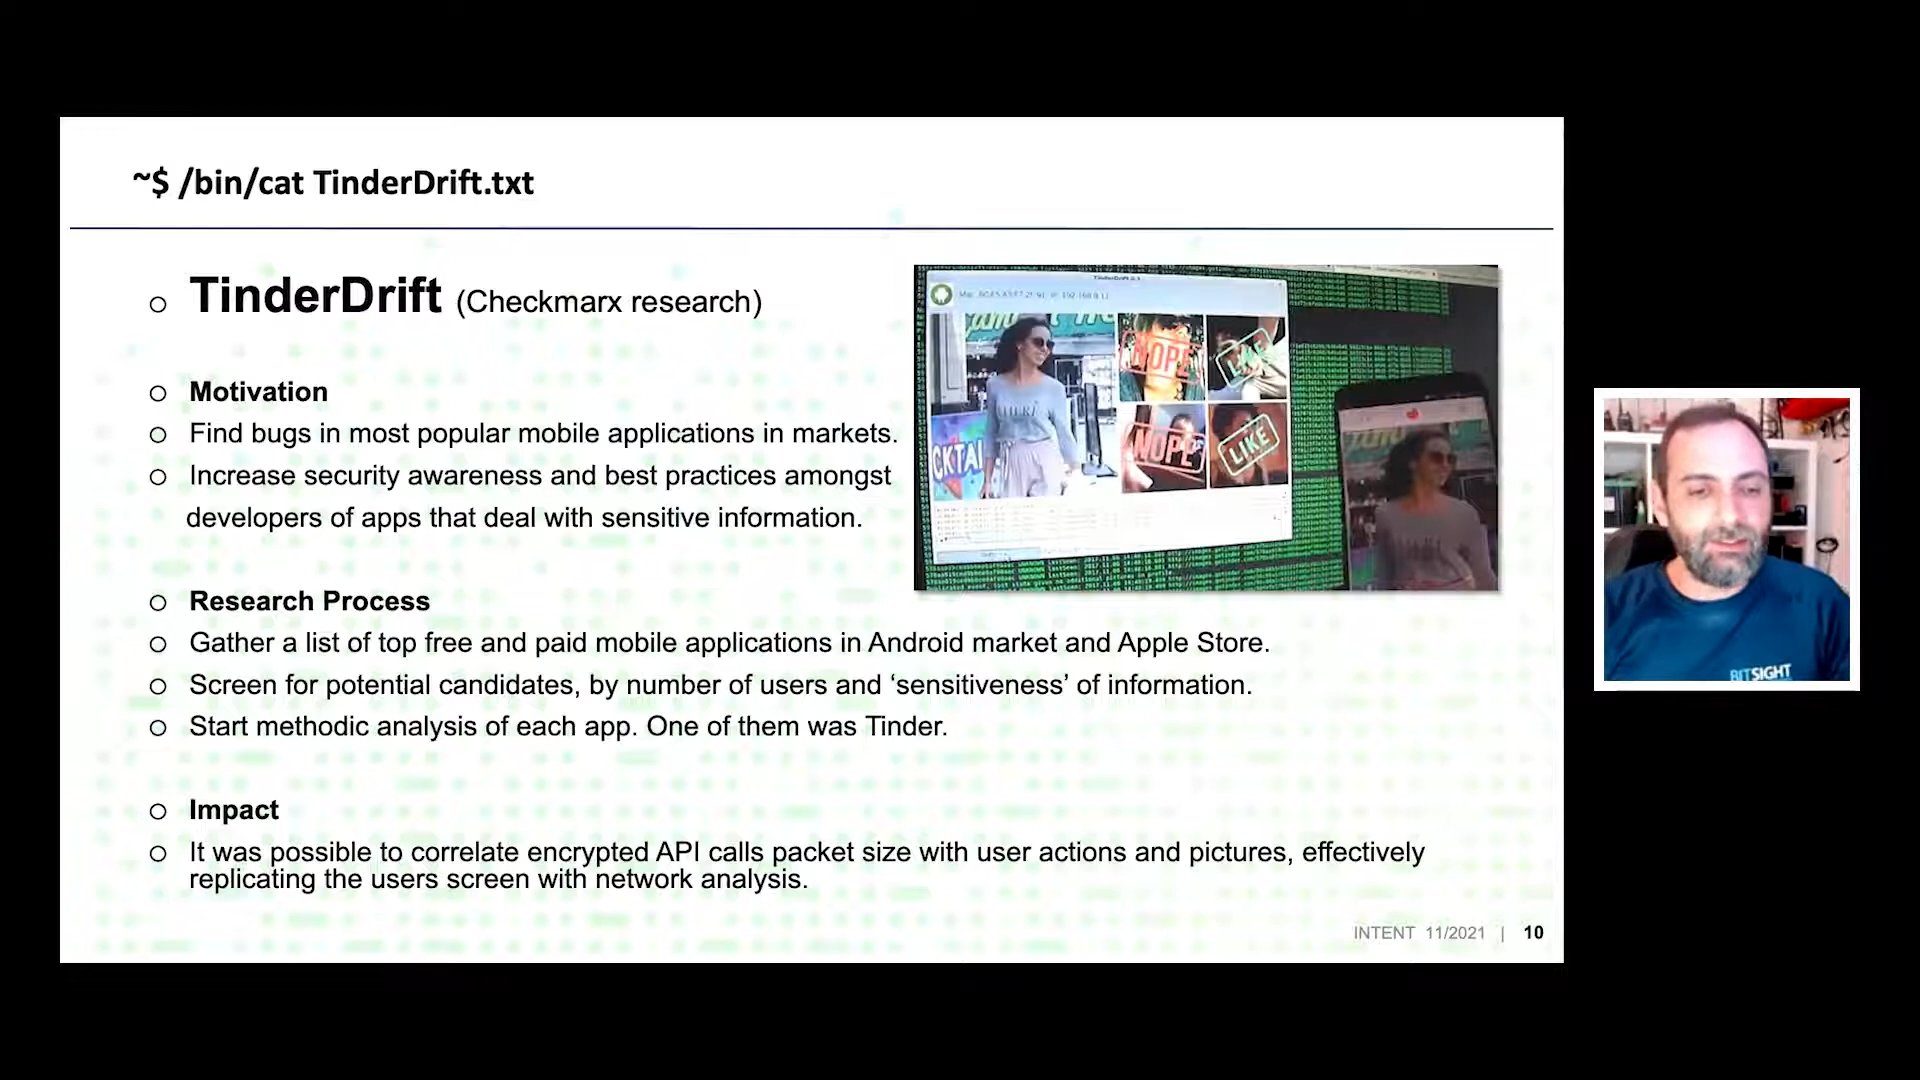 ~$ /bin/cat TinderDrift.txt
TinderDrift (Checkmarx research)
Motivation
Find bugs in most popular mobile applications in markets.
Increase security awareness and best practices amongst
developers of apps that deal with sensitive information.
NOPE
LIKE
NOPE
LIKE
CKTAI
Research Process
Gather a list of top free and paid mobile applications in Android market and Apple Store.
Screen for potential candidates, by number of users and ‘sensitiveness’ of information.
Start methodic analysis of each app. One of them was Tinder.
Impact
It was possible to correlate encrypted API calls packet size with user actions and pictures, effectively
replicating the users screen with network analysis.
INTENT 11/2021 | 10
BITSIGHT